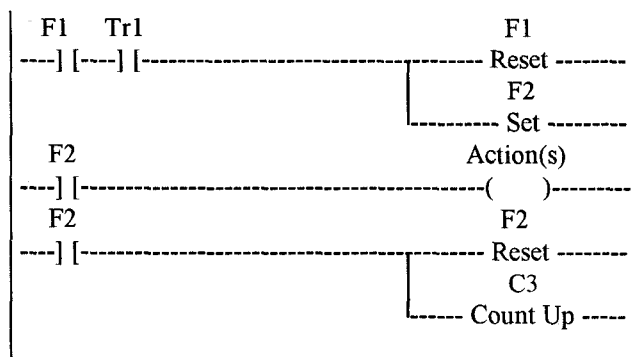 F1 Tr1 F1
----] [----] [---------------------------------- Reset -------
F2
--------- Set --------
F2 Action(s)
----] [---------------------------------------------( )--------
F2 F2
----] [---------------------------------------- Reset -------
C3
------ Count Up -----